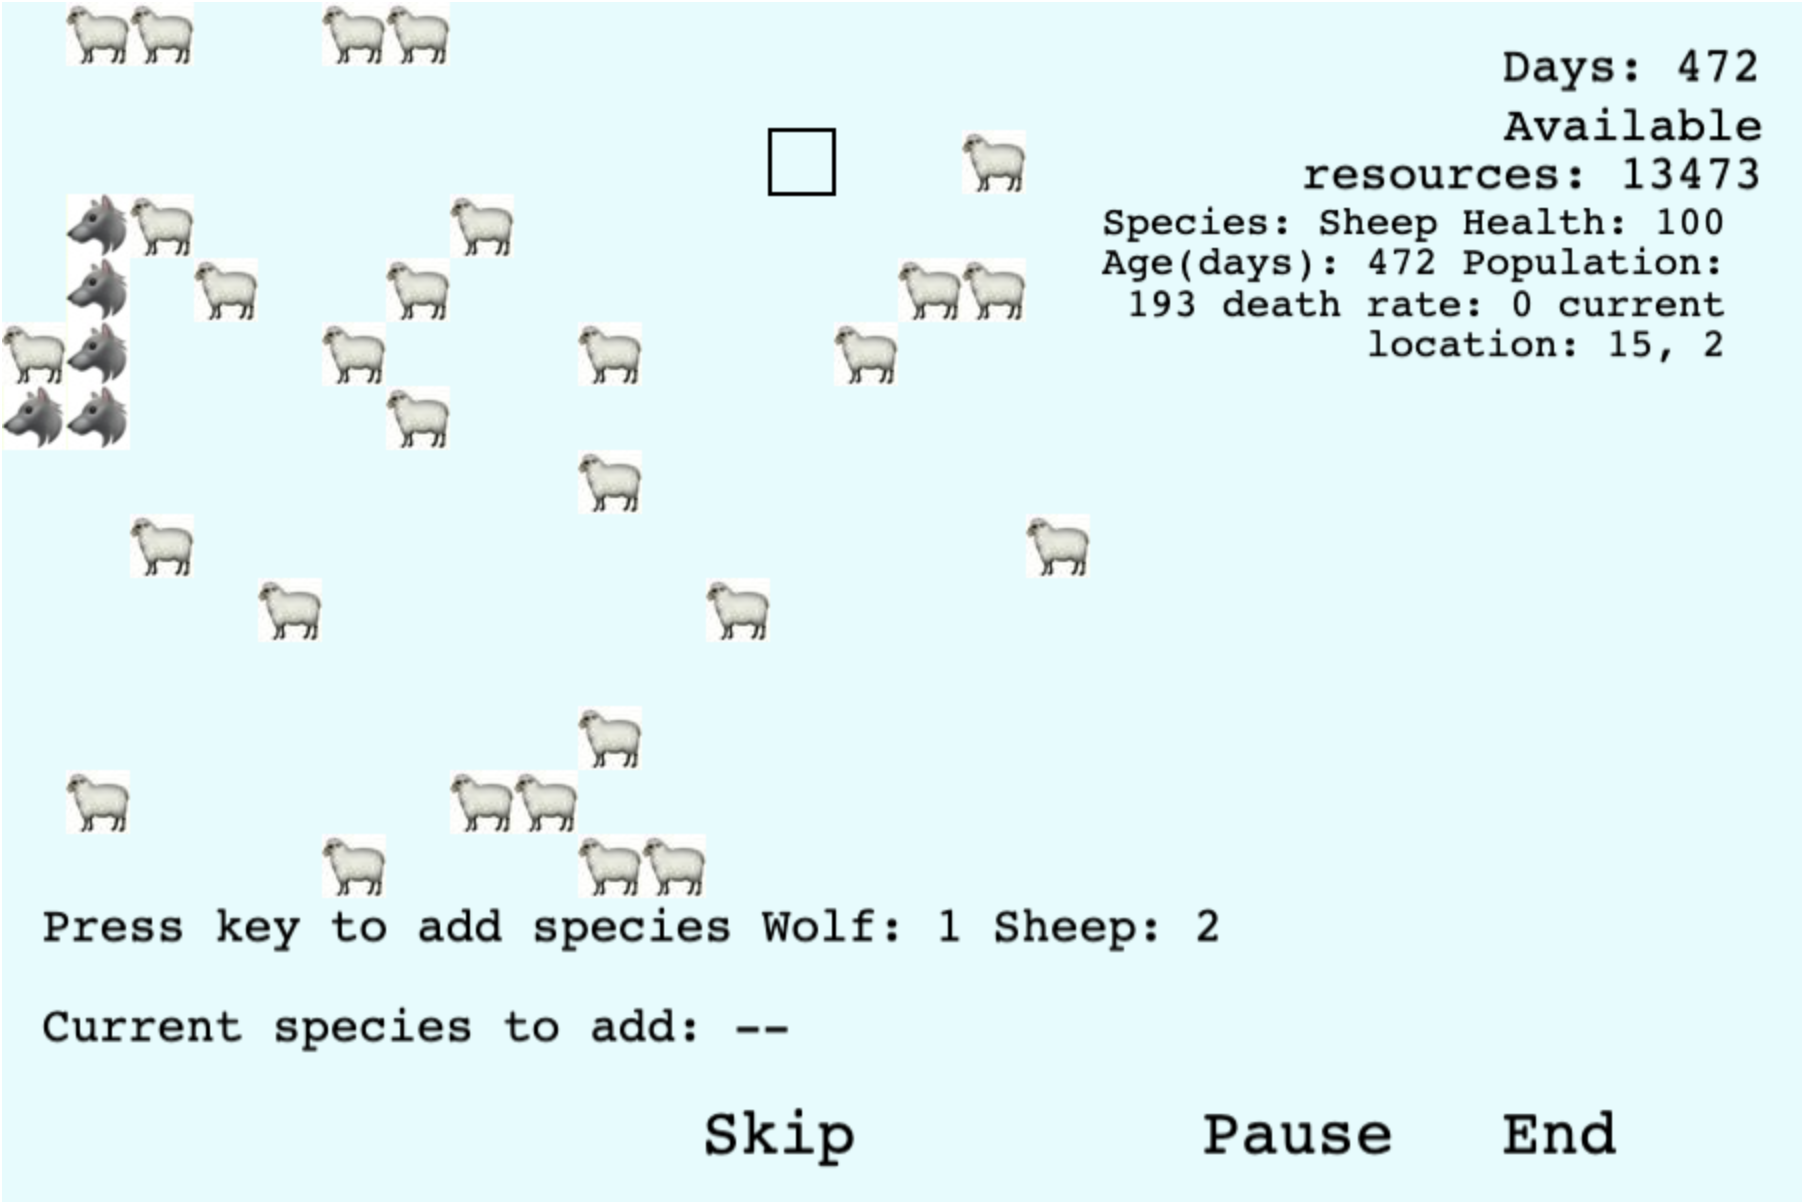 Days: 472
Available
resources: 13473
Species: Sheep Health: 100
Age(days): 472 Population:
193 death rate: 0 current
location: 15, 2
Press key to add species Wolf: 1 Sheep: 2
Current species to add: --
Skip
Pause
End